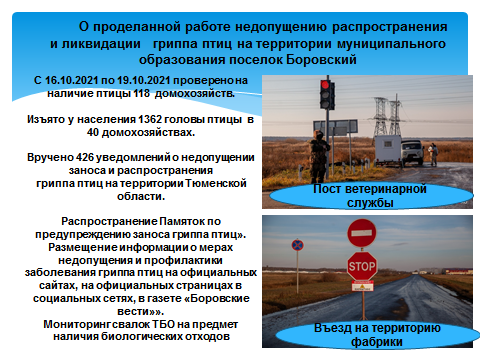 О проделанной работе недопущению распространения
и ликвидации гриппа птиц на территории муниципального
образования поселок Боровский
С 16.10.2021 по 19.10.2021 проверено на
наличие птицы 118 домохозяйств.
Изъято у населения 1362 головы птицы в
40 домохозяйствах.
Вручено 426 уведомлений о недопущении
заноса и распространения
гриппа птиц на территории Тюменской
области.
Распространение Памяток по
предупреждению заноса гриппа птиц».
Размещение информации о мерах
недопущения и профилактики
заболевания гриппа птиц на официальных
сайтах, на официальных страницах в
социальных сетях, в газете «Боровские
вести»».
Мониторинг свалок ТБО на предмет
наличия биологических отходов
Пост ветеринарной
службы
STOP
Въезд на территорию
фабрики